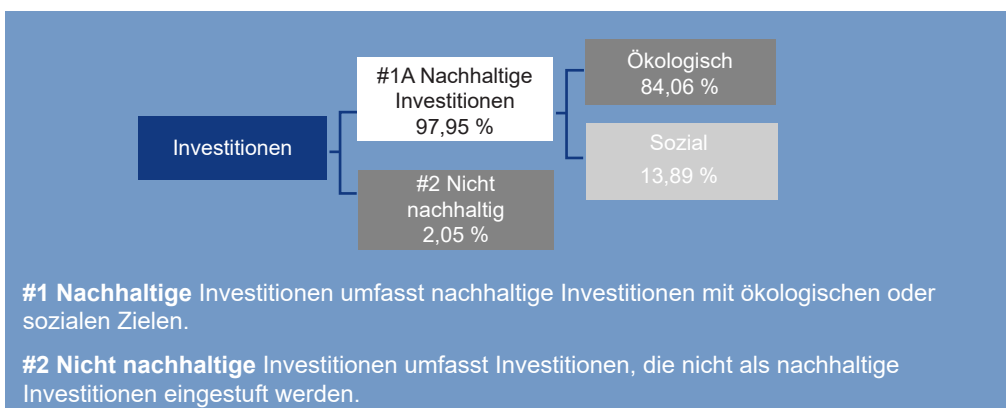 Investitionen
#1A Nachhaltige
Investitionen
97,95 %
#2 Nicht
nachhaltig
2,05 %
Ökologisch
84,06 %
Sozial
13,89 %
#1 Nachhaltige Investitionen umfasst nachhaltige Investitionen mit ökologischen oder
sozialen Zielen.
#2 Nicht nachhaltige Investitionen umfasst Investitionen, die nicht als nachhaltige
Investitionen eingestuft werden.